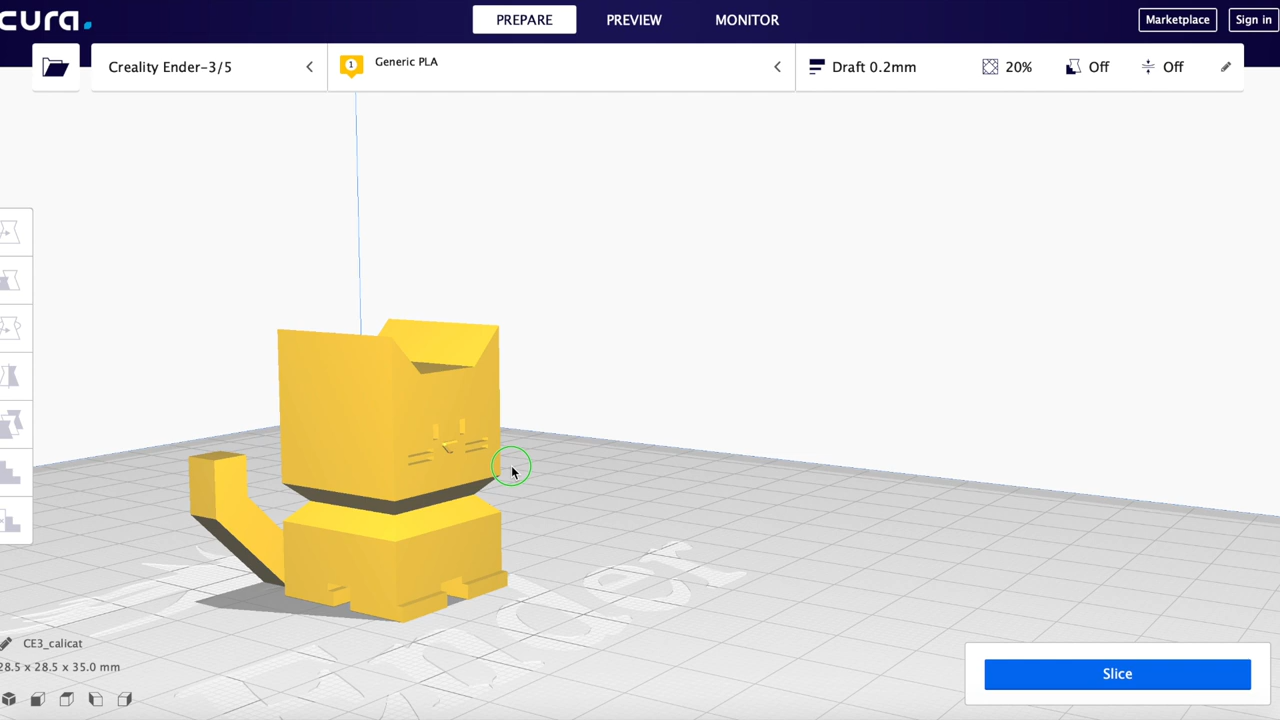 cura.
PREPARE
PREVIEW
MONITOR
Marketplace
Sign in
Creality Ender-3/5
1
Generic PLA
Draft 0.2mm
20%
Off
Off
CE3_calicat
28.5 x 28.5 x 35.0 mm
Slice